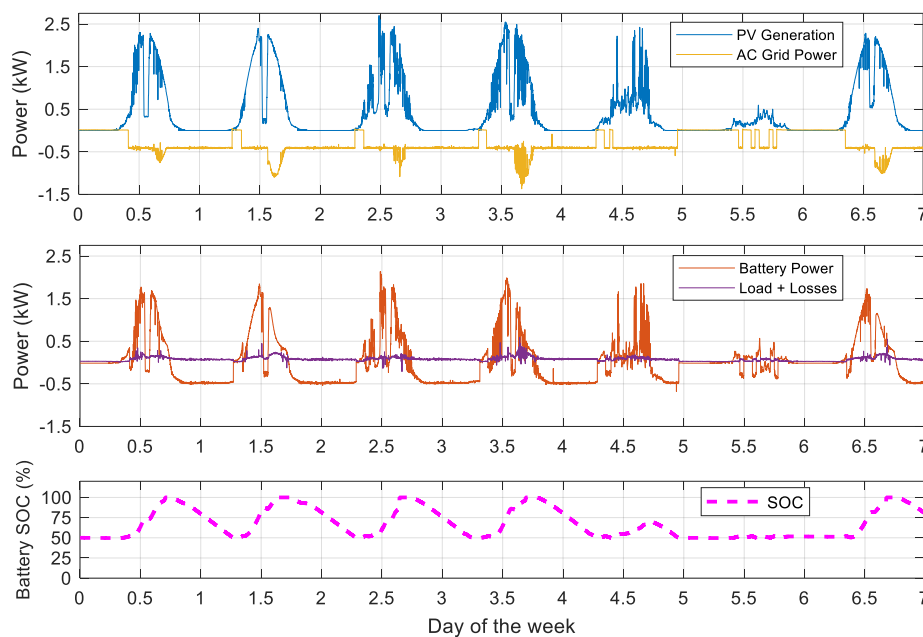 Power (kW)
2.5
1.5
0.5
-0.5
-1.5
PV Generation
AC Grid Power
0 0.5 1 1.5 2 2.5 3 3.5 4 4.5 5 5.5 6 6.5 7
Power (kW)
2.5
1.5
0.5
-0.5
-1.5
Battery Power
Load + Losses
0 0.5 1 1.5 2 2.5 3 3.5 4 4.5 5 5.5 6 6.5 7
Battery SOC (%)
100
75
50
25
0
SOC
0 0.5 1 1.5 2 2.5 3 3.5 4 4.5 5 5.5 6 6.5 7
Day of the week